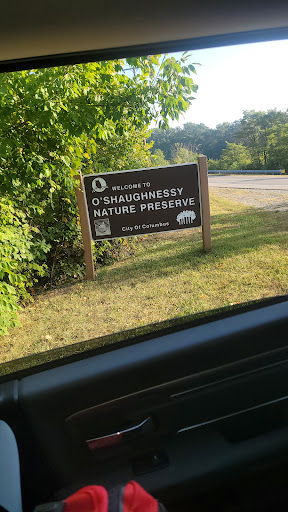 WELCOME TO
O'SHAUGHNESSY
NATURE PRESERVE
City Of Columbus